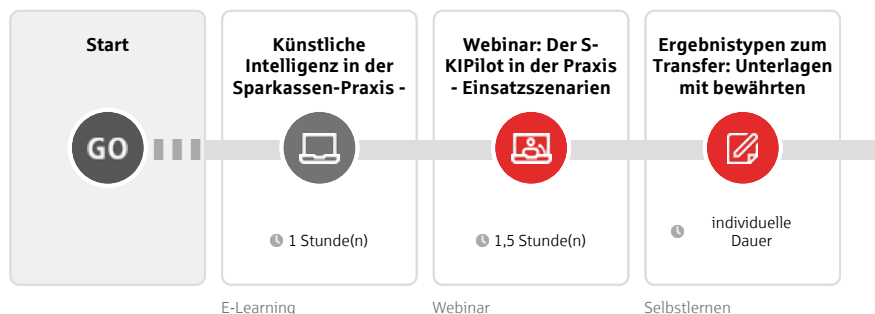 Start
GO
Künstliche
Intelligenz in der
Sparkassen-Praxis -
1 Stunde(n)
E-Learning
Webinar: Der S-
KIPilot in der Praxis
- Einsatzszenarien
1,5 Stunde(n)
Webinar
Ergebnistypen zum
Transfer: Unterlagen
mit bewährten
individuelle
Dauer
Selbstlernen